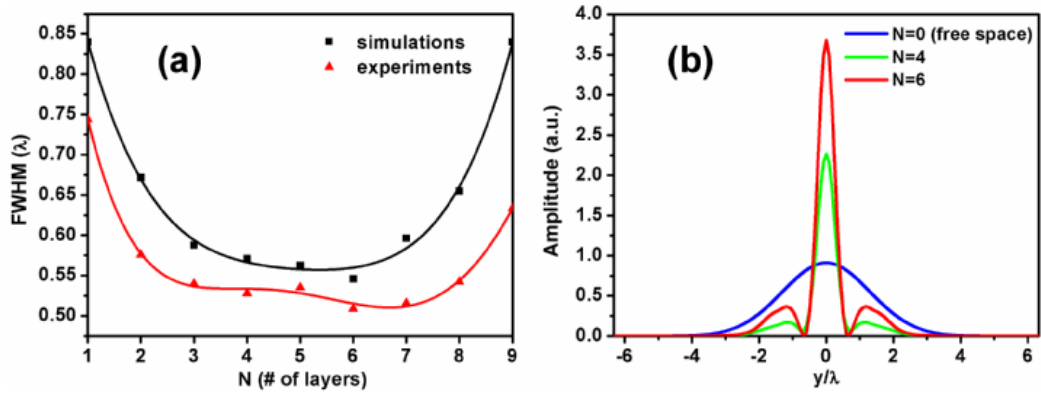 (a)
simulations
experiments
FWHM (λ)
0.85
0.80
0.75
0.70
0.65
0.60
0.55
0.50
1 2 3 4 5 6 7 8 9
N (# of layers)
(b)
N=0 (free space)
N=4
N=6
Amplitude (a.u.)
4.0
3.5
3.0
2.5
2.0
1.5
1.0
0.5
0.0
-6 -4 -2 0 2 4 6
y/λ